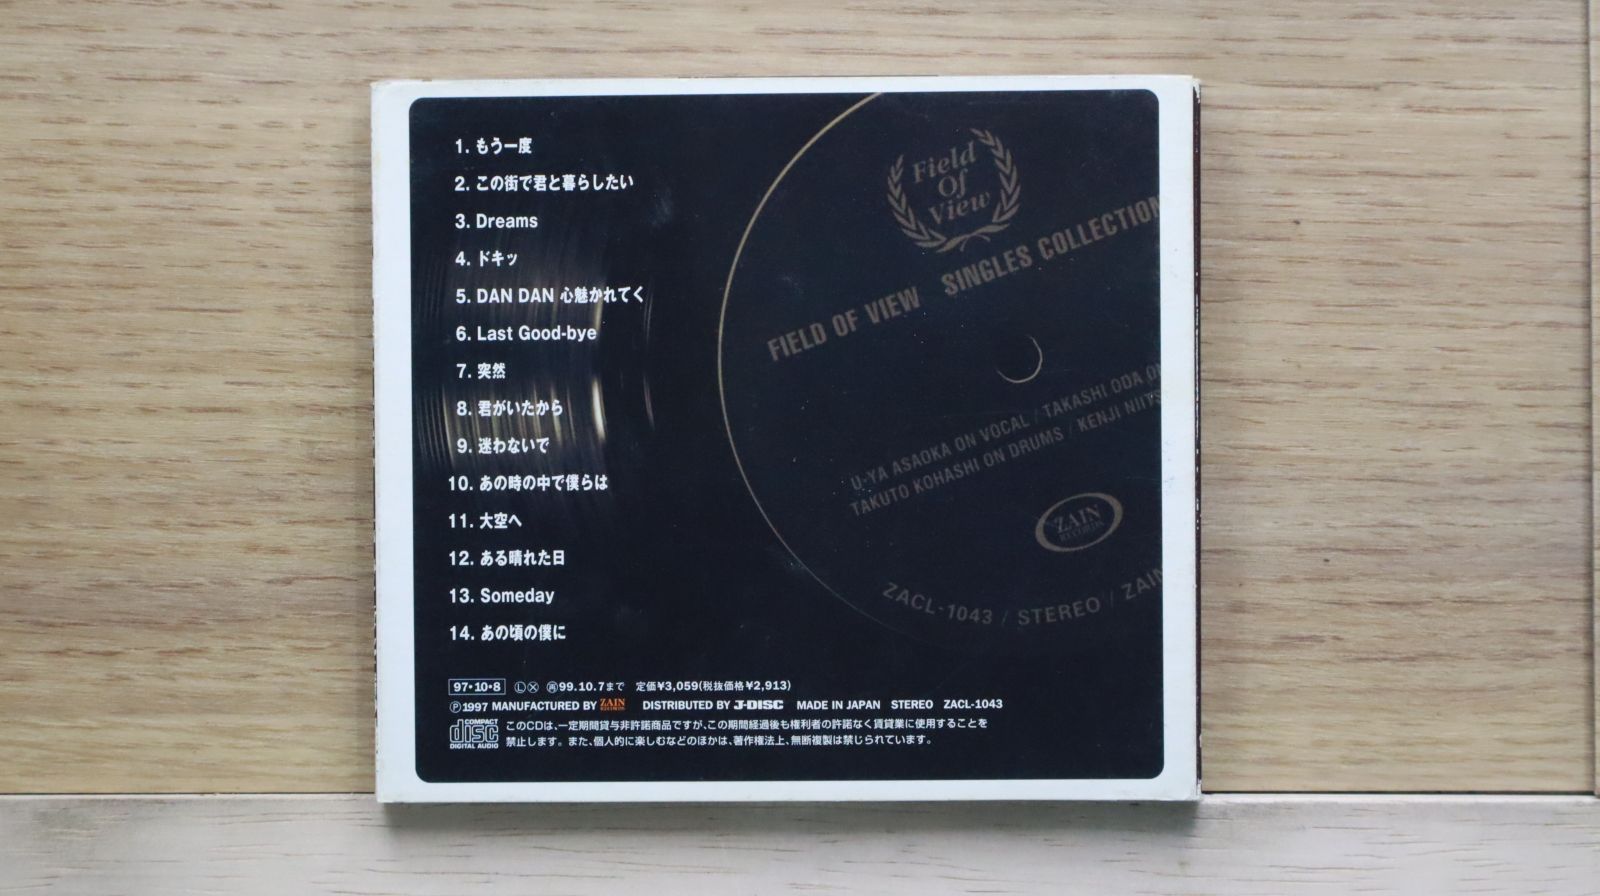 1. もう一度
2. この街で君と暮らしたい
3. Dreams
4. ドキッ
5. DAN DAN 心魅かれてく
6. Last Good-bye
7. 突然
8. 君がいたから
9. 迷わないで
10. あの時の中で僕らは
11. 大空へ
12. ある晴れた日
13. Someday
14. あの頃の僕に
Field
Of
View
FIELD OF VIEW SINGLES COLLECTION
U-YA ASAOKA ON VOCAL / TAKASHI ODA ON
TAKUTO KOHASHI ON DRUMS / KENJI NIITS
ZAIN
RECORDS
ZACL-1043 / STEREO / ZAIN
97・10・8 Ⓛ Ⓧ ㊢99.10.7まで 定価¥3,059(税抜価格¥2,913)
Ⓟ1997 MANUFACTURED BY ZAIN RECORDS DISTRIBUTED BY J-DISC MADE IN JAPAN STEREO ZACL-1043
COMPACT
disc
DIGITAL AUDIO
このCDは、一定期間貸与非許諾商品ですが、この期間経過後も権利者の許諾なく賃貸業に使用することを
禁止します。また、個人的に楽しむなどのほかは、著作権法上、無断複製は禁じられています。